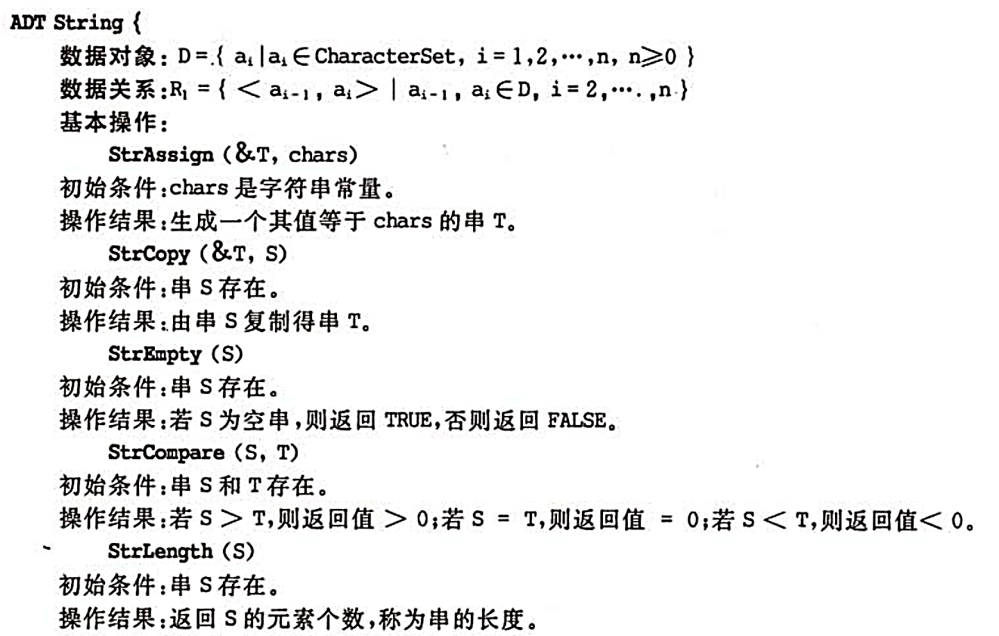 ADT String {
数据对象: D={ aᵢ|aᵢ∈CharacterSet, i=1,2,…,n, n≥0 }
数据关系:R₁ = { < aᵢ₋₁, aᵢ> | aᵢ₋₁, aᵢ∈D, i=2,….,n }
基本操作:
StrAssign (&T, chars)
初始条件:chars 是字符串常量。
操作结果:生成一个其值等于 chars 的串 T。
StrCopy (&T, S)
初始条件:串 S 存在。
操作结果:由串 S 复制得串 T。
StrEmpty (S)
初始条件:串 S 存在。
操作结果:若 S 为空串,则返回 TRUE,否则返回 FALSE。
StrCompare (S, T)
初始条件:串 S 和 T 存在。
操作结果:若 S > T,则返回值 > 0;若 S = T,则返回值 = 0;若 S < T,则返回值< 0。
StrLength (S)
初始条件:串 S 存在。
操作结果:返回 S 的元素个数,称为串的长度。